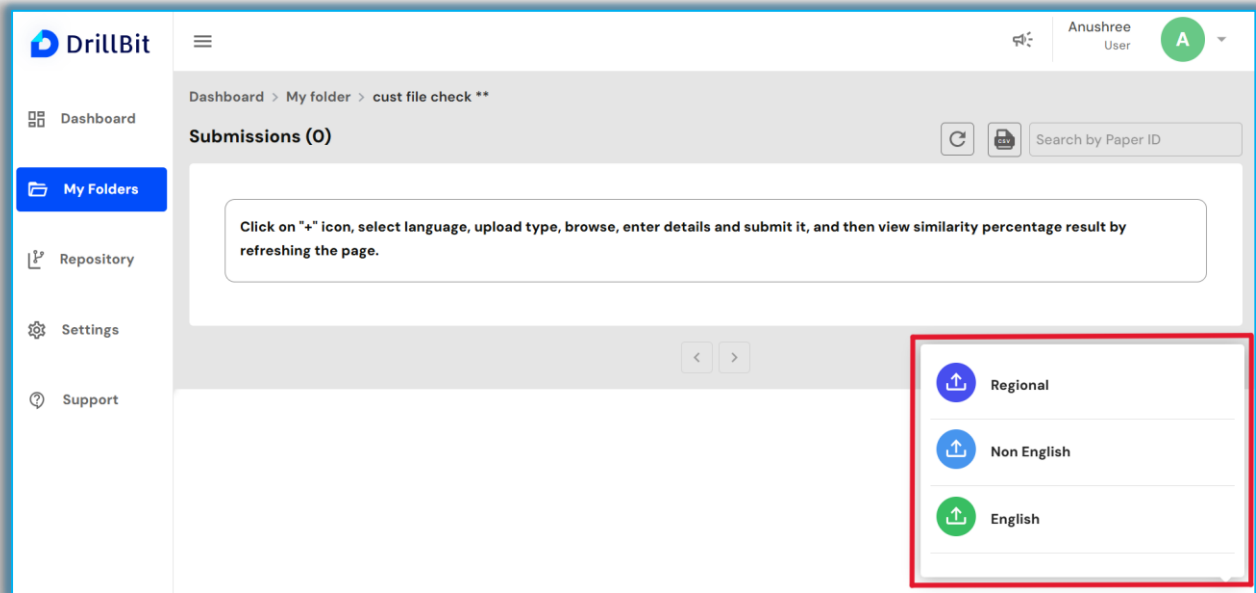 DrillBit
Anushree
User
A
Dashboard > My folder > cust file check **
Dashboard
Submissions (0)
CSV
Search by Paper ID
My Folders
Click on "+" icon, select language, upload type, browse, enter details and submit it, and then view similarity percentage result by
refreshing the page.
Repository
Settings
< >
Regional
Support
Non English
English